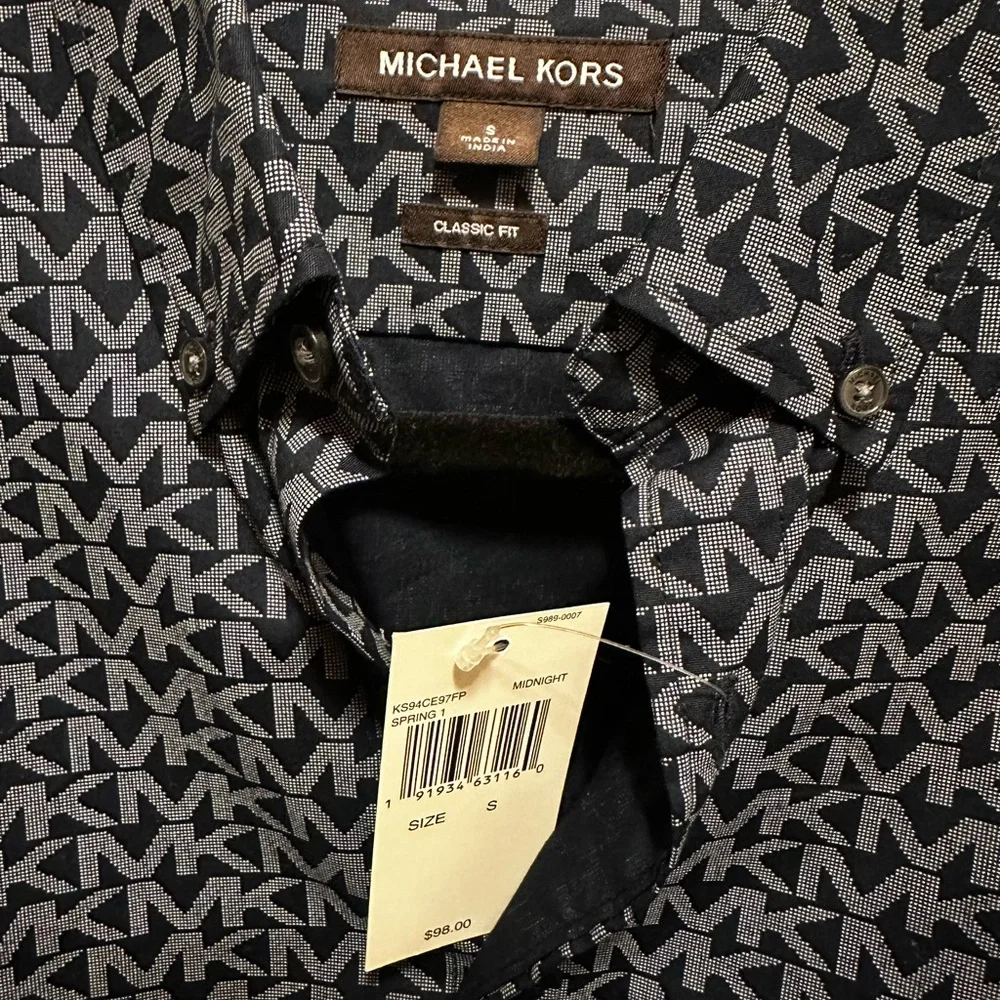 MICHAEL KORS
S
MADE IN
INDIA
CLASSIC FIT
S989-0007
KS94CE97FP MIDNIGHT
SPRING 1
1 91934 63116 0
SIZE S
$98.00